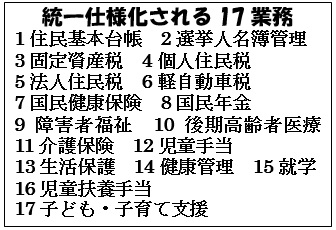 統一仕様化される 17 業務
1 住民基本台帳　2 選挙人名簿管理
3 固定資産税　4 個人住民税
5 法人住民税　6 軽自動車税
7 国民健康保険　8 国民年金
9 障害者福祉　10 後期高齢者医療
11 介護保険　12 児童手当
13 生活保護　14 健康管理　15 就学
16 児童扶養手当
17 子ども・子育て支援